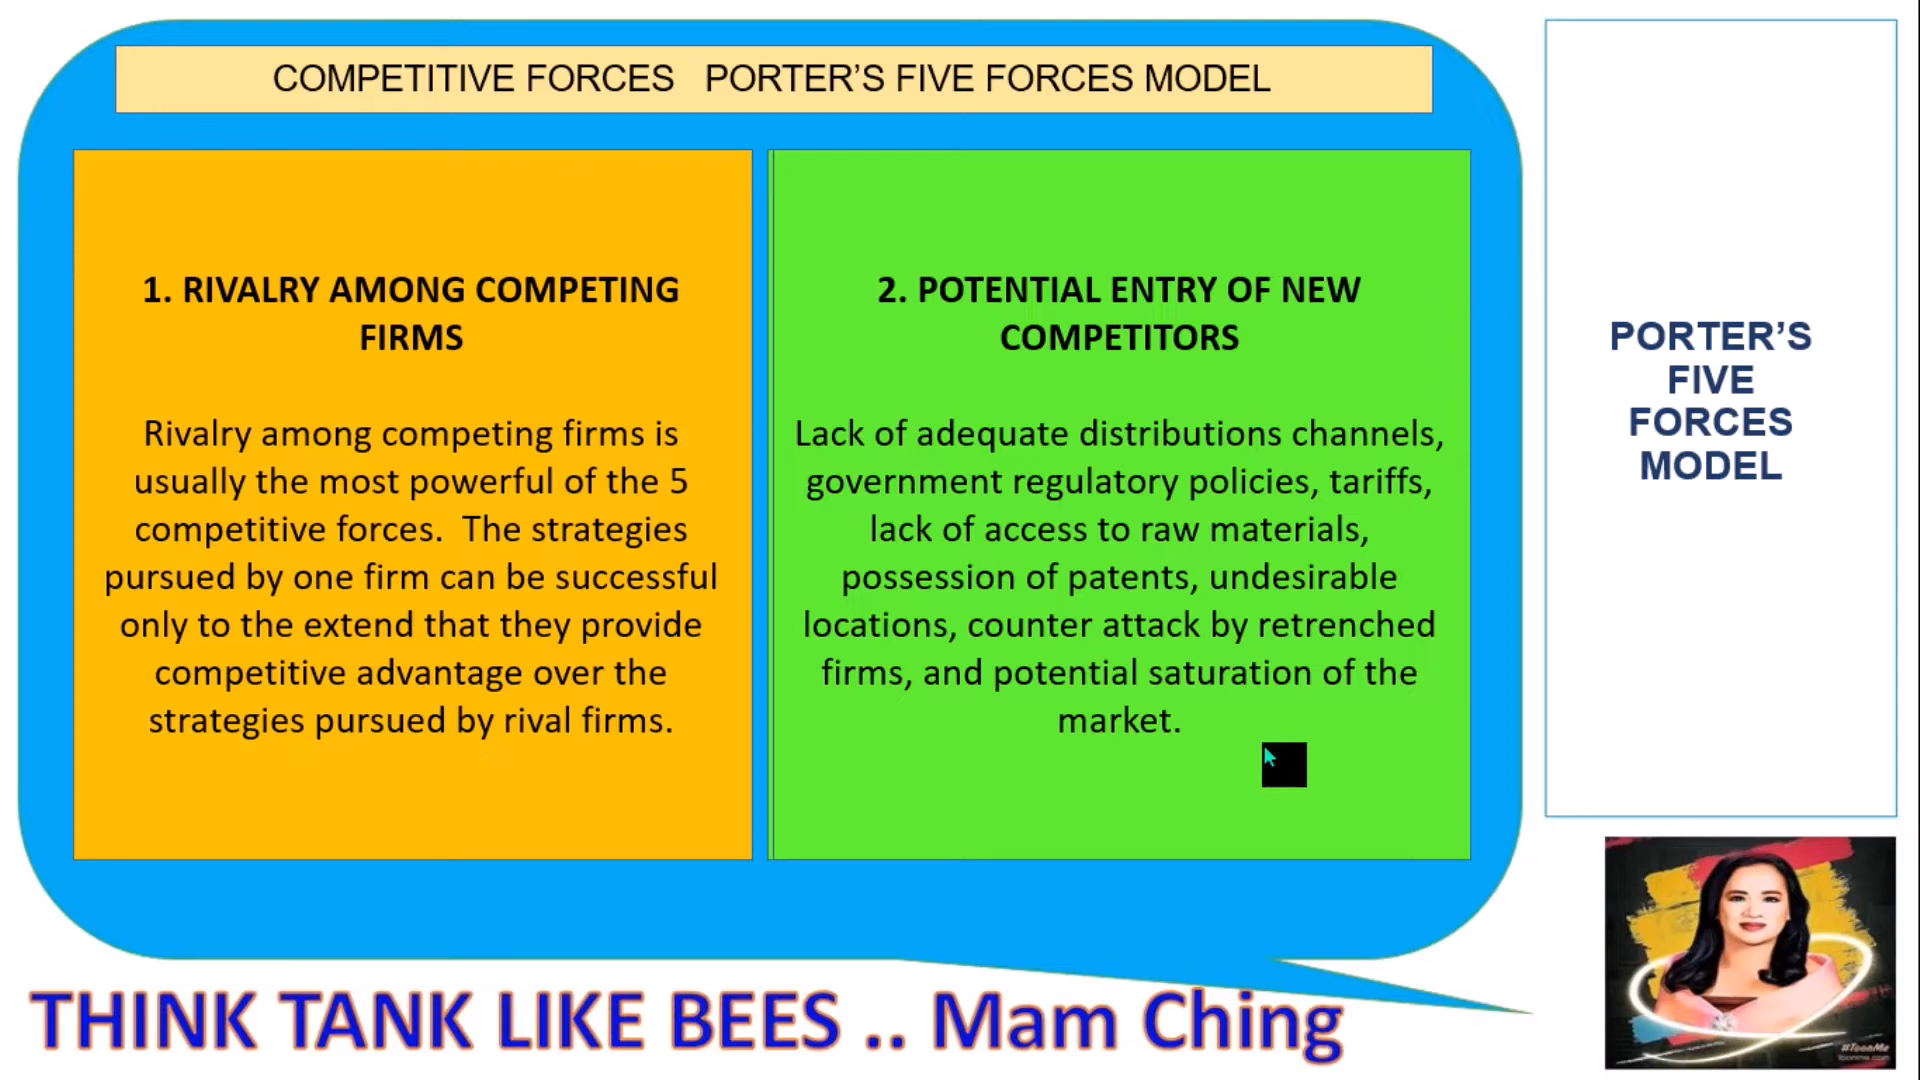 COMPETITIVE FORCES PORTER’S FIVE FORCES MODEL
1. RIVALRY AMONG COMPETING
FIRMS
Rivalry among competing firms is
usually the most powerful of the 5
competitive forces. The strategies
pursued by one firm can be successful
only to the extend that they provide
competitive advantage over the
strategies pursued by rival firms.
2. POTENTIAL ENTRY OF NEW
COMPETITORS
Lack of adequate distributions channels,
government regulatory policies, tariffs,
lack of access to raw materials,
possession of patents, undesirable
locations, counter attack by retrenched
firms, and potential saturation of the
market.
PORTER’S
FIVE
FORCES
MODEL
THINK TANK LIKE BEES .. Mam Ching
#ToonMe
toonme.com